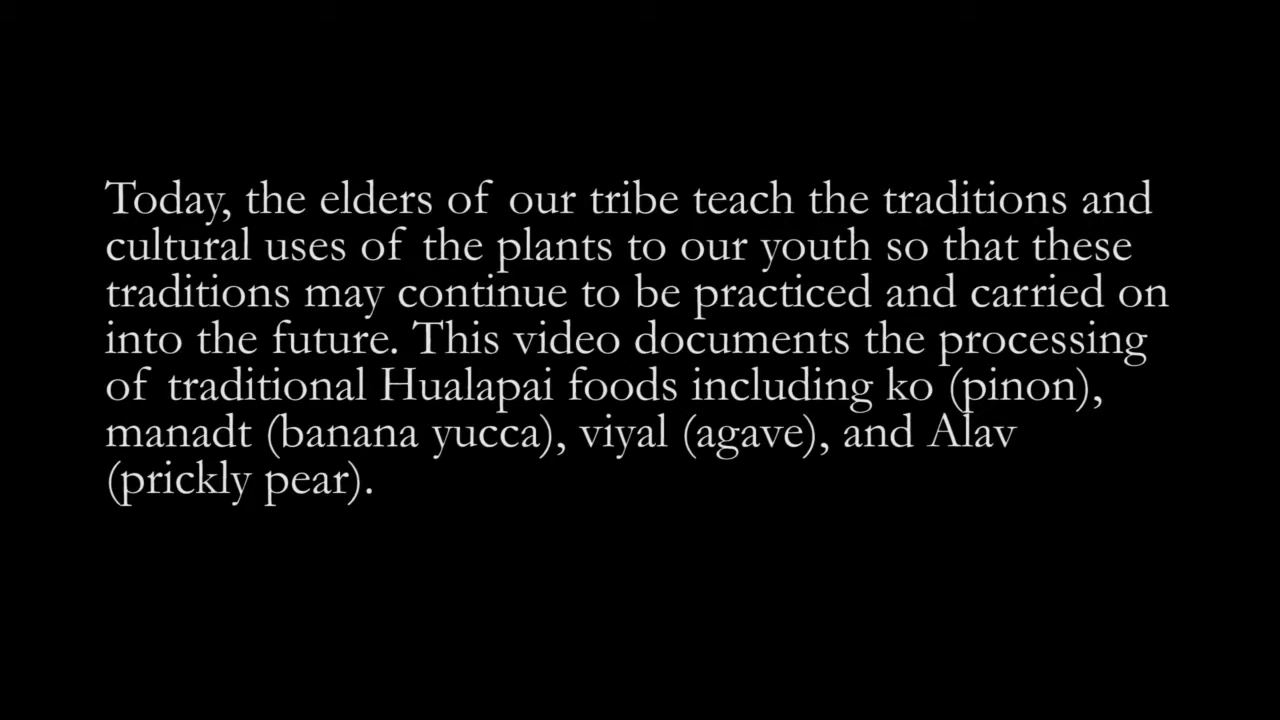 Today, the elders of our tribe teach the traditions and
cultural uses of the plants to our youth so that these
traditions may continue to be practiced and carried on
into the future. This video documents the processing
of traditional Hualapai foods including ko (pinon),
manadt (banana yucca), viyal (agave), and Alav
(prickly pear).